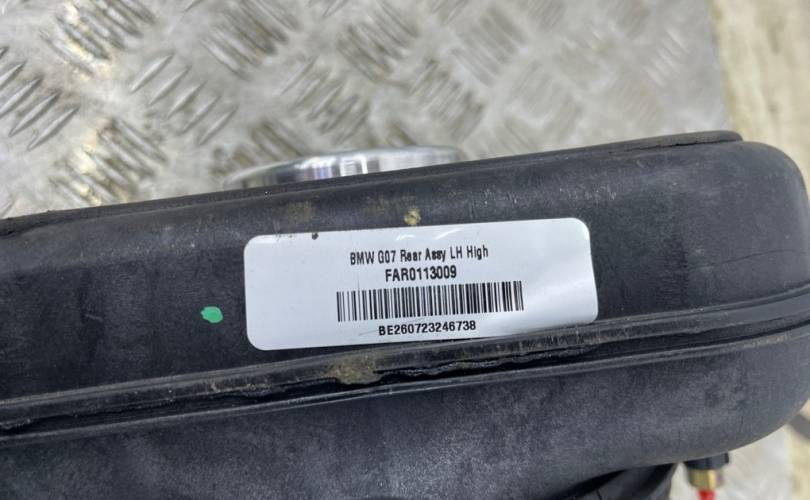 BMW G07 Rear Assy LH High
FAR0113009
BE260723246738